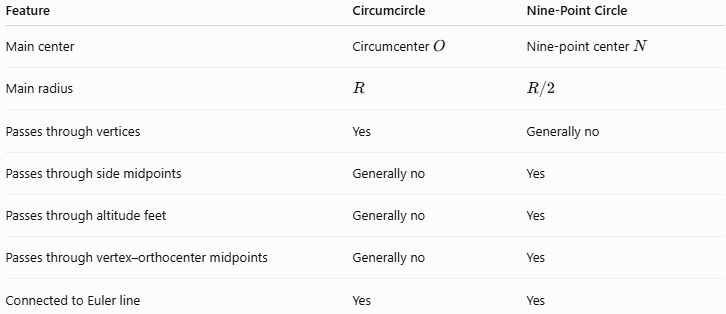 Feature Circumcircle Nine-Point Circle
Main center Circumcenter O Nine-point center N
Main radius R R/2
Passes through vertices Yes Generally no
Passes through side midpoints Generally no Yes
Passes through altitude feet Generally no Yes
Passes through vertex–orthocenter midpoints Generally no Yes
Connected to Euler line Yes Yes